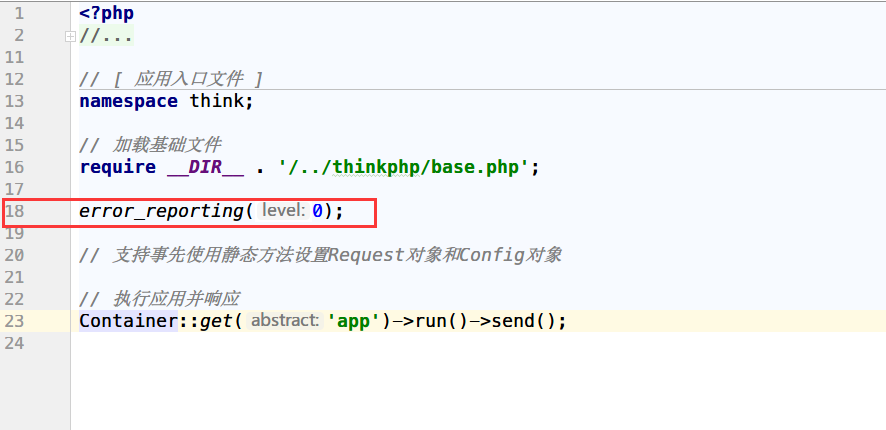 1 <?php
2 //...
11
12 // [ 应用入口文件 ]
13 namespace think;
14
15 // 加载基础文件
16 require __DIR__ . '/../thinkphp/base.php';
17
18 error_reporting( level: 0);
19
20 // 支持事先使用静态方法设置Request对象和Config对象
21
22 // 执行应用并响应
23 Container::get( abstract: 'app')->run()->send();
24